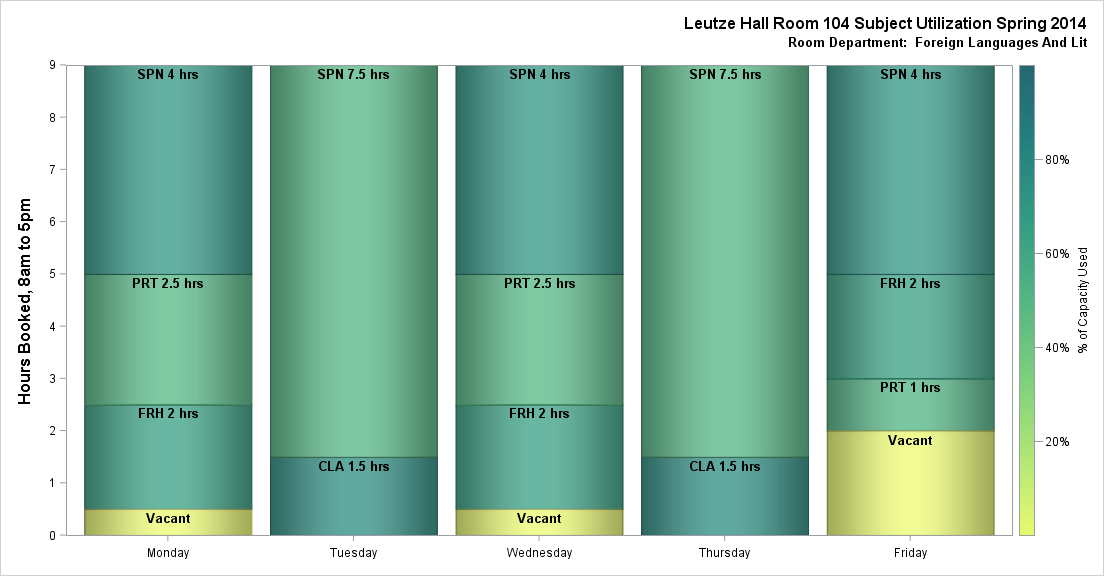 Leutze Hall Room 104 Subject Utilization Spring 2014
Room Department:  Foreign Languages And Lit
Hours Booked, 8am to 5pm
9
8
7
6
5
4
3
2
1
0
SPN 4 hrs
PRT 2.5 hrs
FRH 2 hrs
Vacant
Monday
SPN 7.5 hrs
CLA 1.5 hrs
Tuesday
SPN 4 hrs
PRT 2.5 hrs
FRH 2 hrs
Vacant
Wednesday
SPN 7.5 hrs
CLA 1.5 hrs
Thursday
SPN 4 hrs
FRH 2 hrs
PRT 1 hrs
Vacant
Friday
80%
60%
40%
20%
% of Capacity Used